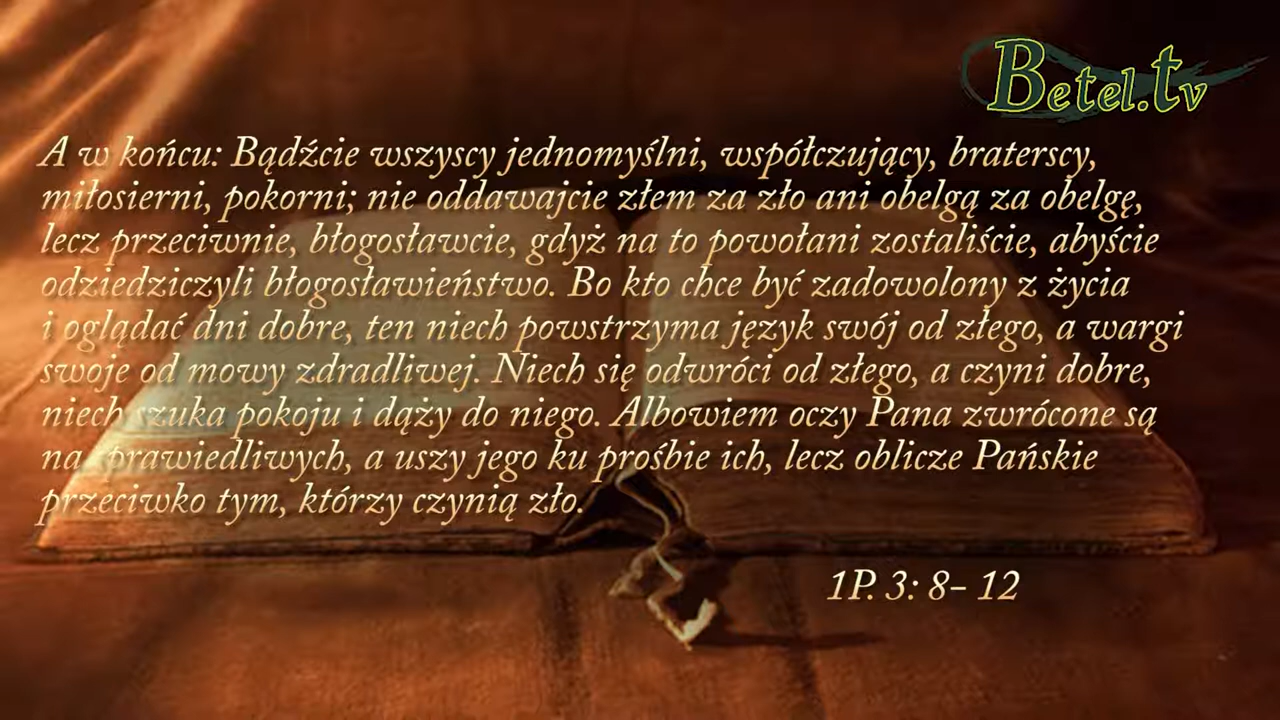 Betel.tv
A w końcu: Bądźcie wszyscy jednomyślni, współczujący, braterscy,
miłosierni, pokorni; nie oddawajcie złem za zło ani obelgą za obelgę,
lecz przeciwnie, błogosławcie, gdyż na to powołani zostaliście, abyście
odziedziczyli błogosławieństwo. Bo kto chce być zadowolony z życia
i oglądać dni dobre, ten niech powstrzyma język swój od złego, a wargi
swoje od mowy zdradliwej. Niech się odwróci od złego, a czyni dobre,
niech szuka pokoju i dąży do niego. Albowiem oczy Pana zwrócone są
na sprawiedliwych, a uszy jego ku prośbie ich, lecz oblicze Pańskie
przeciwko tym, którzy czynią zło.
1P. 3: 8– 12